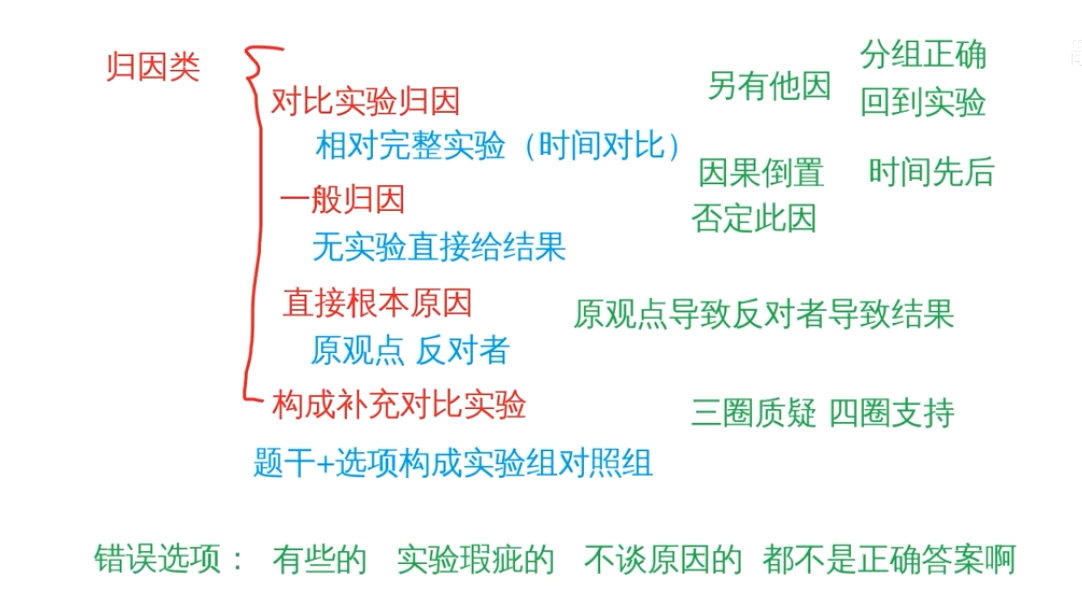 归因类
对比实验归因
相对完整实验（时间对比）
一般归因
无实验直接给结果
直接根本原因
原观点 反对者
构成补充对比实验
题干+选项构成实验组对照组
另有他因
分组正确
回到实验
因果倒置 时间先后
否定此因
原观点导致反对者导致结果
三圈质疑 四圈支持
错误选项： 有些的 实验瑕疵的 不谈原因的 都不是正确答案啊